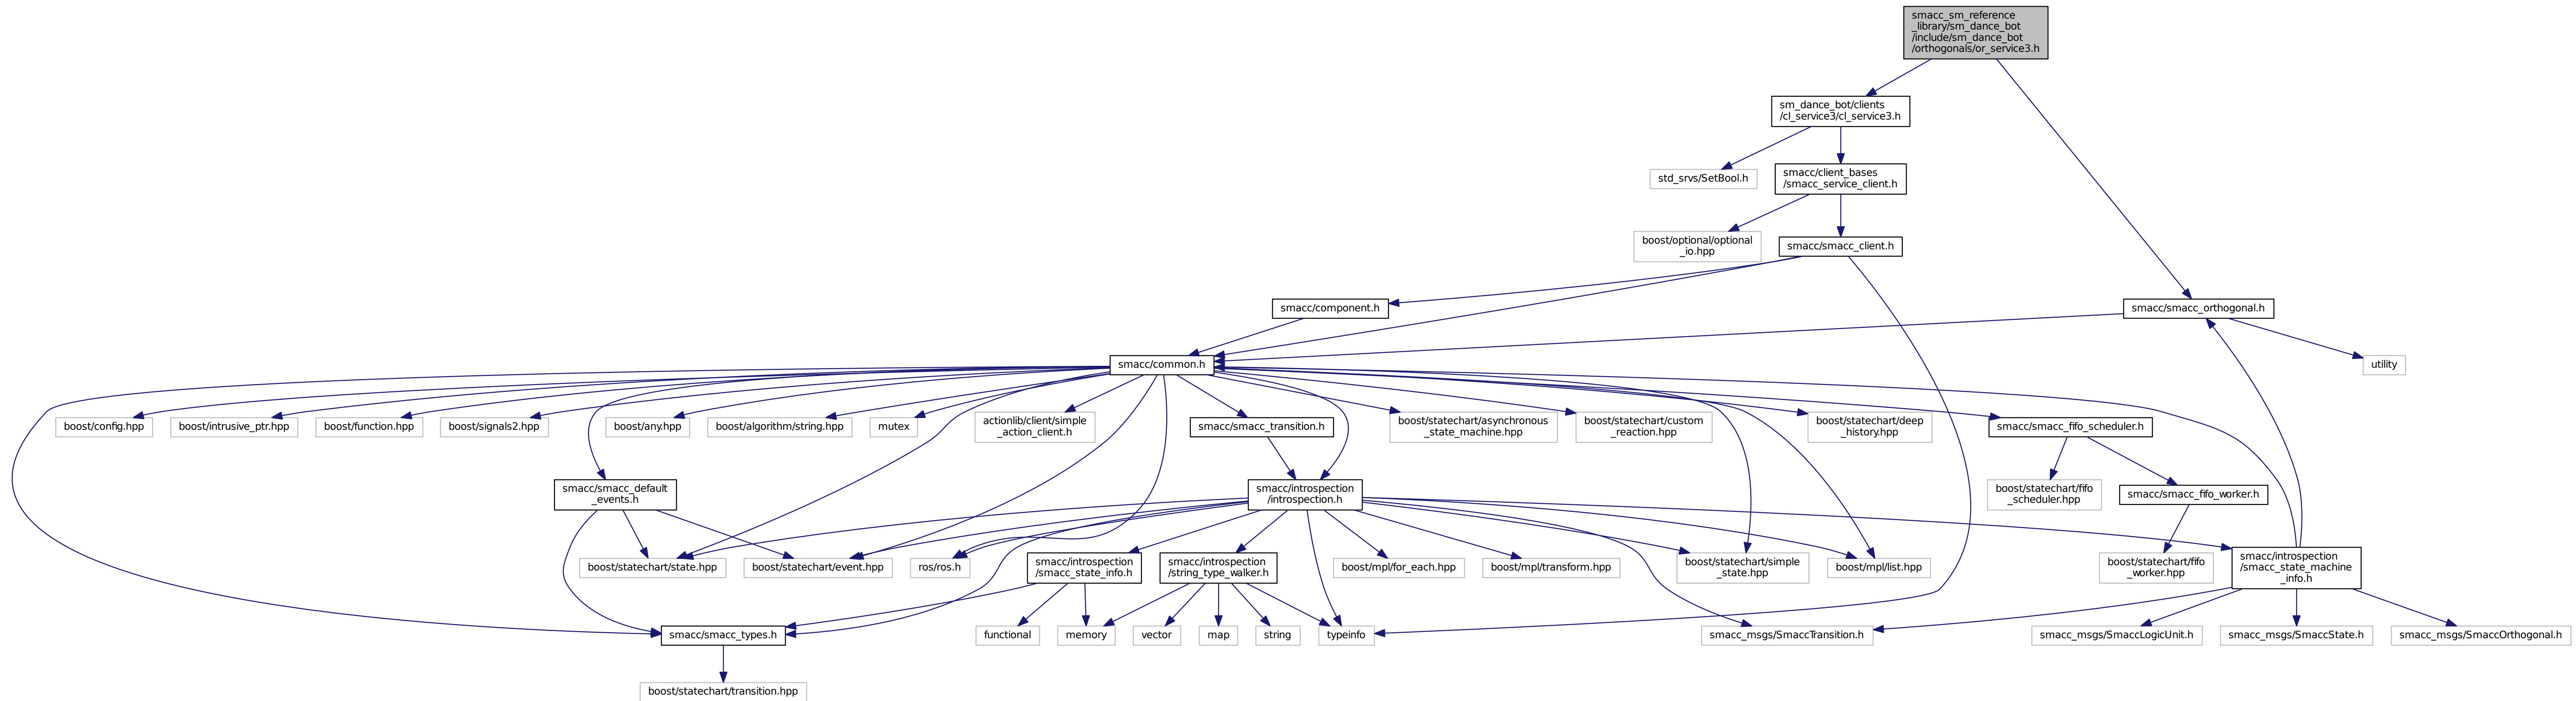 smacc_sm_reference
_library/sm_dance_bot
/include/sm_dance_bot
/orthogonals/or_service3.h
sm_dance_bot/clients
/cl_service3/cl_service3.h
std_srvs/SetBool.h
smacc/client_bases
/smacc_service_client.h
boost/optional/optional
_io.hpp
smacc/smacc_client.h
smacc/component.h
smacc/smacc_orthogonal.h
smacc/common.h
utility
boost/config.hpp
boost/intrusive_ptr.hpp
boost/function.hpp
boost/signals2.hpp
boost/any.hpp
boost/algorithm/string.hpp
mutex
actionlib/client/simple
_action_client.h
smacc/smacc_transition.h
boost/statechart/asynchronous
_state_machine.hpp
boost/statechart/custom
_reaction.hpp
boost/statechart/deep
_history.hpp
smacc/smacc_fifo_scheduler.h
smacc/smacc_default
_events.h
smacc/introspection
/introspection.h
boost/statechart/fifo
_scheduler.hpp
smacc/smacc_fifo_worker.h
boost/statechart/state.hpp
boost/statechart/event.hpp
ros/ros.h
smacc/introspection
/smacc_state_info.h
smacc/introspection
/string_type_walker.h
boost/mpl/for_each.hpp
boost/mpl/transform.hpp
boost/statechart/simple
_state.hpp
boost/mpl/list.hpp
boost/statechart/fifo
_worker.hpp
smacc/introspection
/smacc_state_machine
_info.h
smacc/smacc_types.h
functional
memory
vector
map
string
typeinfo
smacc_msgs/SmaccTransition.h
smacc_msgs/SmaccLogicUnit.h
smacc_msgs/SmaccState.h
smacc_msgs/SmaccOrthogonal.h
boost/statechart/transition.hpp